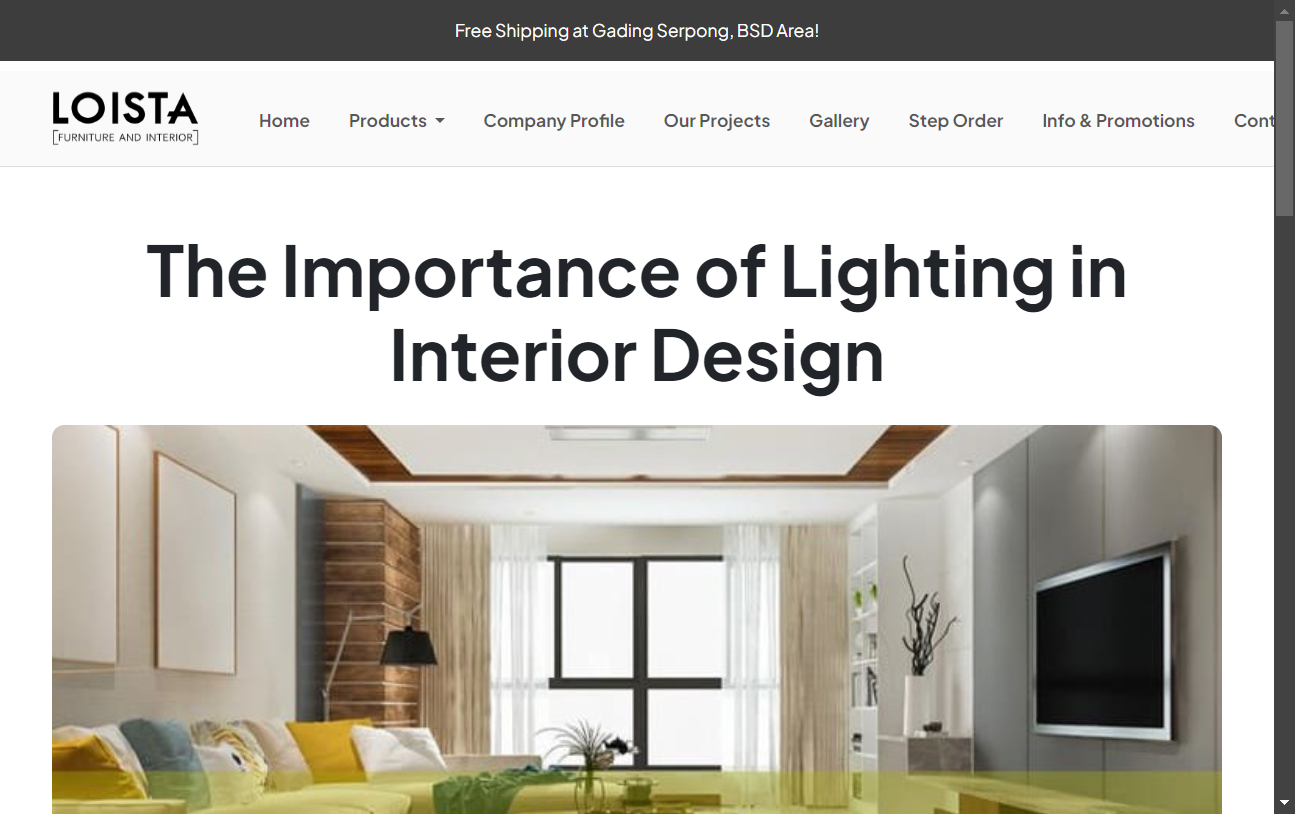 Free Shipping at Gading Serpong, BSD Area!
LOISTA
[FURNITURE AND INTERIOR]
Home
Products
Company Profile
Our Projects
Gallery
Step Order
Info & Promotions
Cont
The Importance of Lighting in
Interior Design